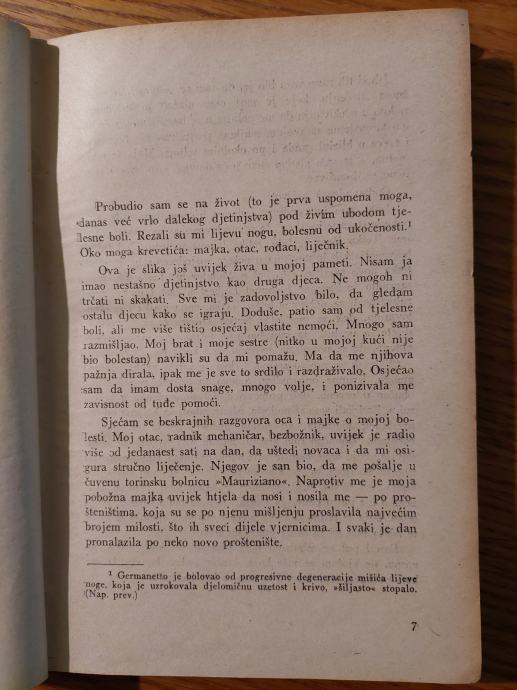 Probudio sam se na život (to je prva uspomena moga,
danas već vrlo dalekog djetinjstva) pod živim ubodom tje-
lesne boli. Rezali su mi lijevu nogu, bolesnu od ukočenosti.¹
Oko moga krevetića: majka, otac, rođaci, liječnik.
Ova je slika još uvijek živa u mojoj pameti. Nisam ja
imao nestašno djetinjstvo kao druga djeca. Ne mogoh ni
trčati ni skakati. Sve mi je zadovoljstvo bilo, da gledam
ostalu djecu kako se igraju. Doduše, patio sam od tjelesne
boli, ali me više tištio osjećaj vlastite nemoći. Mnogo sam
razmišljao. Moj brat i moje sestre (nitko u mojoj kući nije
bio bolestan) navikli su da mi pomažu. Ma da me njihova
pažnja dirala, ipak me je sve to srdilo i razdraživalo. Osjećao
sam da imam dosta snage, mnogo volje, i ponizivala me
zavisnost od tuđe pomoći.
Sjećam se beskrajnih razgovora oca i majke o mojoj bo-
lesti. Moj otac, radnik mehaničar, bezbožnik, uvijek je radio
više od jedanaest sati na dan, da uštedi novaca i da mi osi-
gura stručno liječenje. Njegov je san bio, da me pošalje u
čuvenu torinsku bolnicu »Mauriziano«. Naprotiv me je moja
pobožna majka uvijek htjela da nosi i nosila me — po pro-
šteništima, koja su se po njenu mišljenju proslavila najvećim
brojem milosti, što ih sveci dijele vjernicima. I svaki je dan
pronalazila po neko novo proštenište.
¹ Germanetto je bolovao od progresivne degeneracije mišića lijeve
noge, koja je uzrokovala djelomičnu uzetost i krivo, »šiljasto« stopalo.
(Nap. prev.)
7